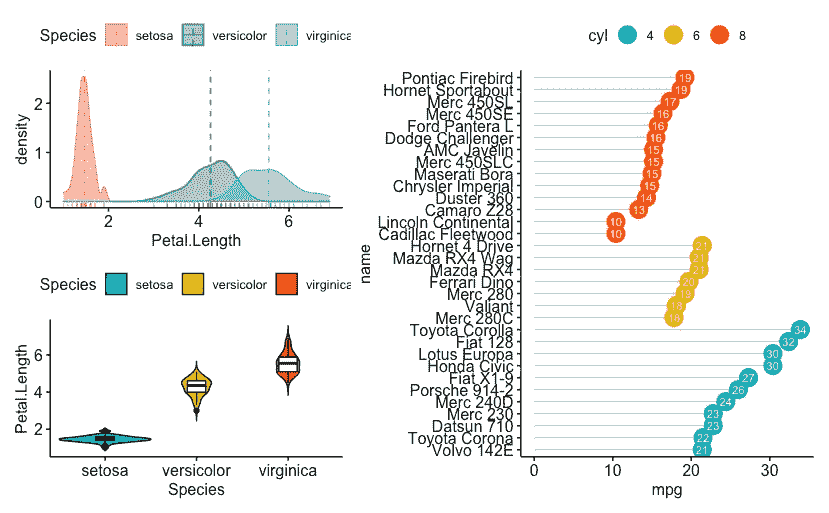 Species setosa versicolor virginica
density
2
1
0
2 4 6
Petal.Length
Species setosa versicolor virginica
Petal.Length
6
4
2
setosa versicolor virginica
Species
cyl 4 6 8
name
Pontiac Firebird 19
Hornet Sportabout 19
Merc 450SL 17
Merc 450SE 16
Ford Pantera L 16
Dodge Challenger 16
AMC Javelin 15
Merc 450SLC 15
Maserati Bora 15
Chrysler Imperial 15
Duster 360 14
Camaro Z28 13
Lincoln Continental 10
Cadillac Fleetwood 10
Hornet 4 Drive 21
Mazda RX4 Wag 21
Mazda RX4 21
Ferrari Dino 20
Merc 280 19
Valiant 18
Merc 280C 18
Toyota Corolla 34
Fiat 128 32
Lotus Europa 30
Honda Civic 30
Fiat X1-9 27
Porsche 914-2 26
Merc 240D 24
Merc 230 23
Datsun 710 23
Toyota Corona 22
Volvo 142E 21
0 10 20 30
mpg